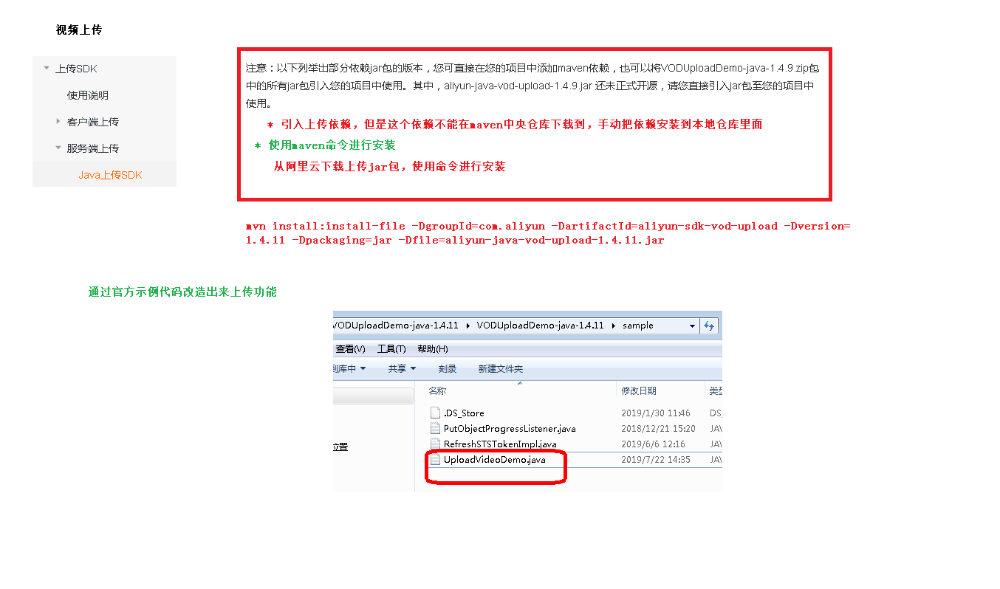 视频上传
上传SDK
使用说明
客户端上传
服务端上传
Java上传SDK
注意：以下列举出部分依赖jar包的版本，您可直接在您的项目中添加maven依赖，也可以将VODUploadDemo-java-1.4.9.zip包
中的所有jar包引入您的项目中使用。其中，aliyun-java-vod-upload-1.4.9.jar 还未正式开源，请您直接引入jar包至您的项目中
使用。
* 引入上传依赖，但是这个依赖不能在maven中央仓库下载到，手动把依赖安装到本地仓库里面
* 使用maven命令进行安装
从阿里云下载上传jar包，使用命令进行安装
mvn install:install-file -DgroupId=com.aliyun -DartifactId=aliyun-sdk-vod-upload -Dversion=
1.4.11 -Dpackaging=jar -Dfile=aliyun-java-vod-upload-1.4.11.jar
通过官方示例代码改造出来上传功能
VODUploadDemo-java-1.4.11 VODUploadDemo-java-1.4.11 sample
查看(V) 工具(T) 帮助(H)
到库中 共享 刻录 新建文件夹
名称 修改日期 类型
.DS_Store 2019/1/30 11:46 DS_
PutObjectProgressListener.java 2018/12/21 15:20 JAV
RefreshSTSTokenImpl.java 2019/6/6 12:16 JAV
位置
UploadVideoDemo.java 2019/7/22 14:35 JAV